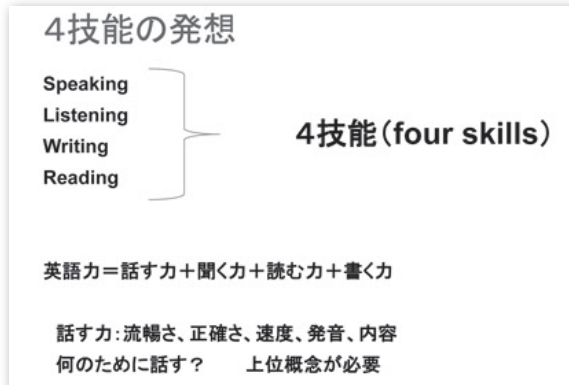 4技能の発想
Speaking
Listening
Writing
Reading
4技能(four skills)
英語力=話す力+聞く力+読む力+書く力
話す力:流暢さ、正確さ、速度、発音、内容
何のために話す? 上位概念が必要